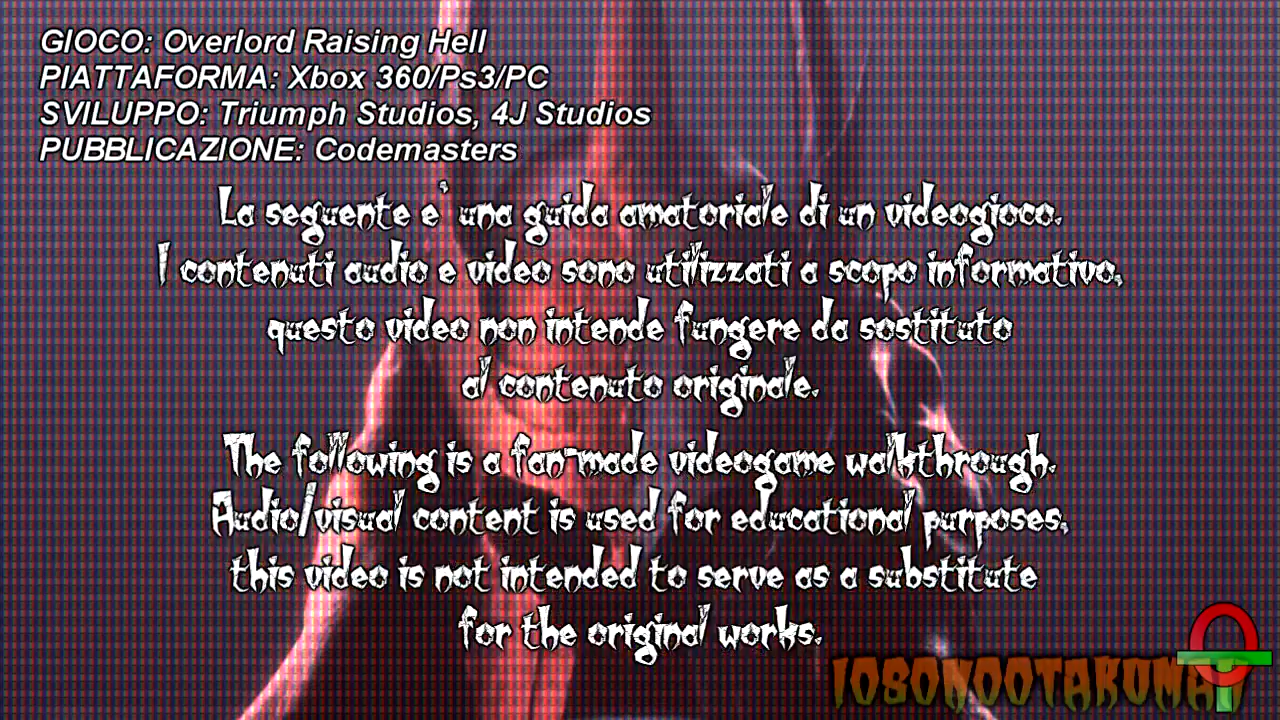 GIOCO: Overlord Raising Hell
PIATTAFORMA: Xbox 360/Ps3/PC
SVILUPPO: Triumph Studios, 4J Studios
PUBBLICAZIONE: Codemasters
La seguente e' una guida amatoriale di un videogioco.
I contenuti audio e video sono utilizzati a scopo informativo,
questo video non intende fungere da sostituto
al contenuto originale.
The following is a fan-made videogame walkthrough.
Audio/visual content is used for educational purposes,
this video is not intended to serve as a substitute
for the original works.
IOSONOOTAKUMAN